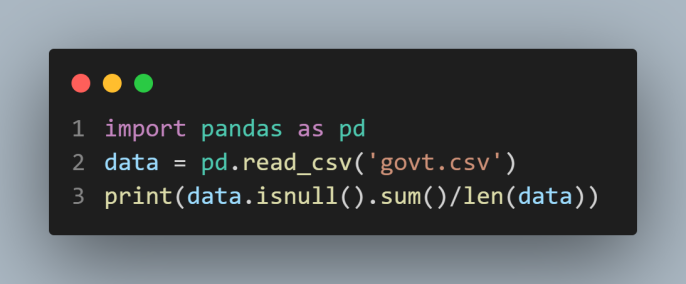 1 import pandas as pd
2 data = pd.read_csv('govt.csv')
3 print(data.isnull().sum()/len(data))